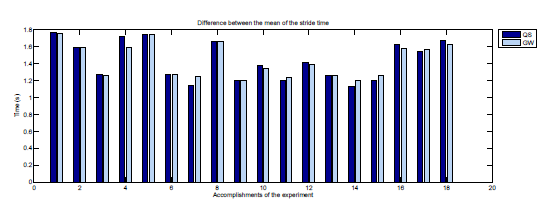 Difference between the mean of the stride time
QS
GW
1.8
1.6
1.4
1.2
1
0.8
0.6
0.4
0.2
0
Time (s)
0 2 4 6 8 10 12 14 16 18 20
Accomplishments of the experiment